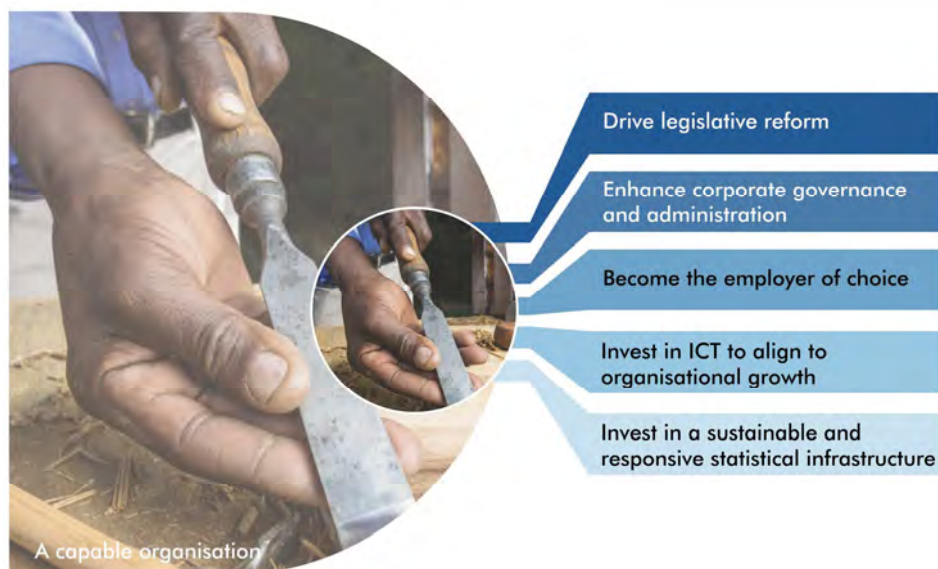 Drive legislative reform
Enhance corporate governance
and administration
Become the employer of choice
Invest in ICT to align to
organisational growth
Invest in a sustainable and
responsive statistical infrastructure
A capable organisation